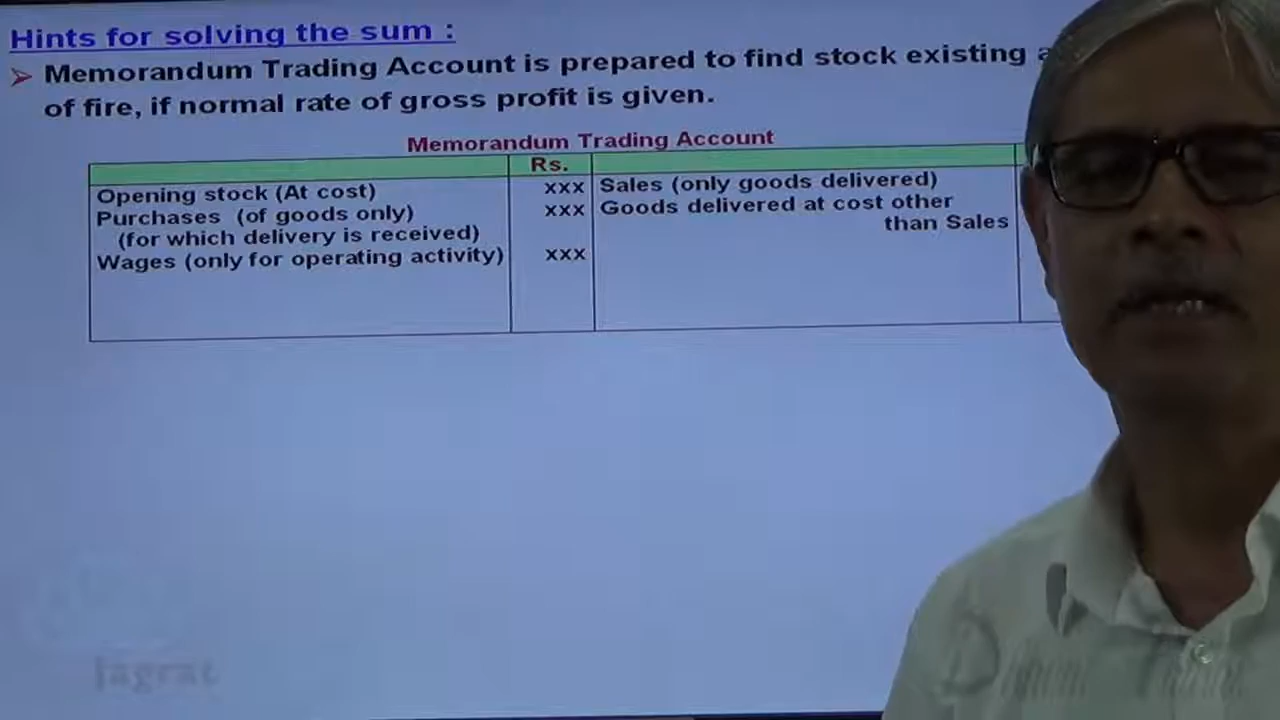 Hints for solving the sum :
➢ Memorandum Trading Account is prepared to find stock existing
of fire, if normal rate of gross profit is given.
Memorandum Trading Account
Rs.
Opening stock (At cost) xxx Sales (only goods delivered)
Purchases (of goods only) xxx Goods delivered at cost other
(for which delivery is received) than Sales
Wages (only for operating activity) xxx
Jagrat